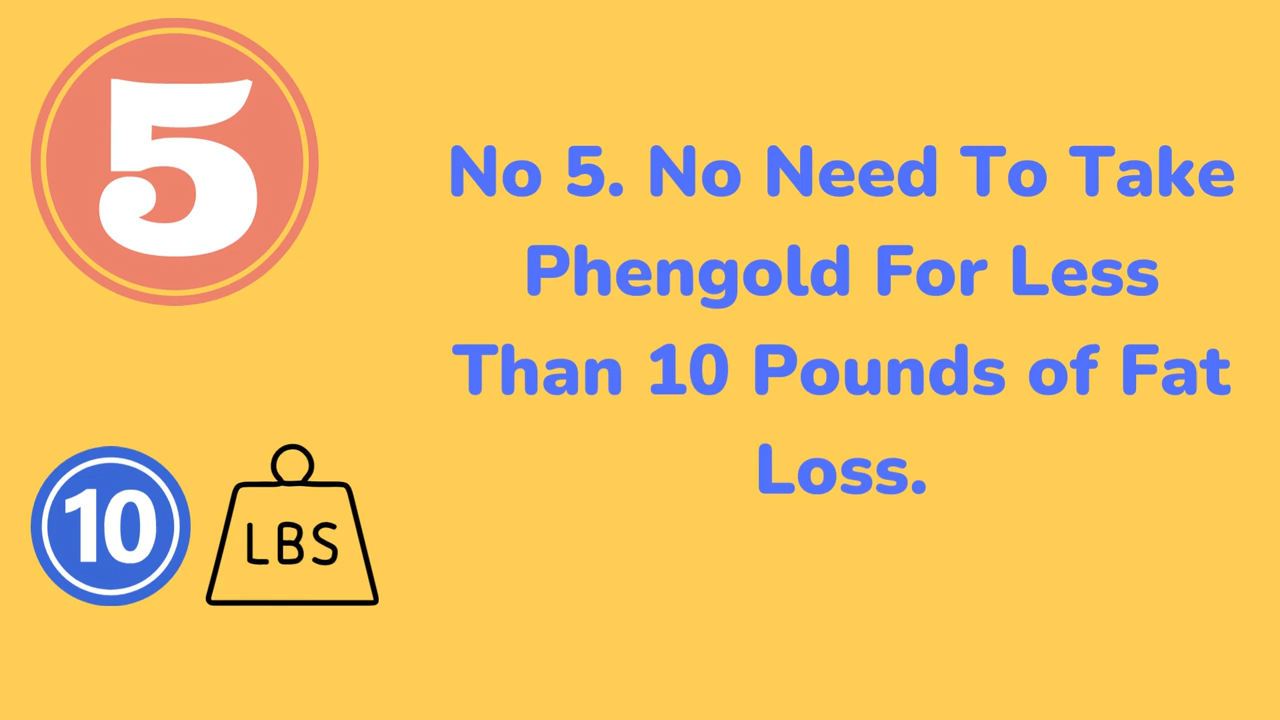 5
No 5. No Need To Take
Phengold For Less
Than 10 Pounds of Fat
Loss.
10
LBS